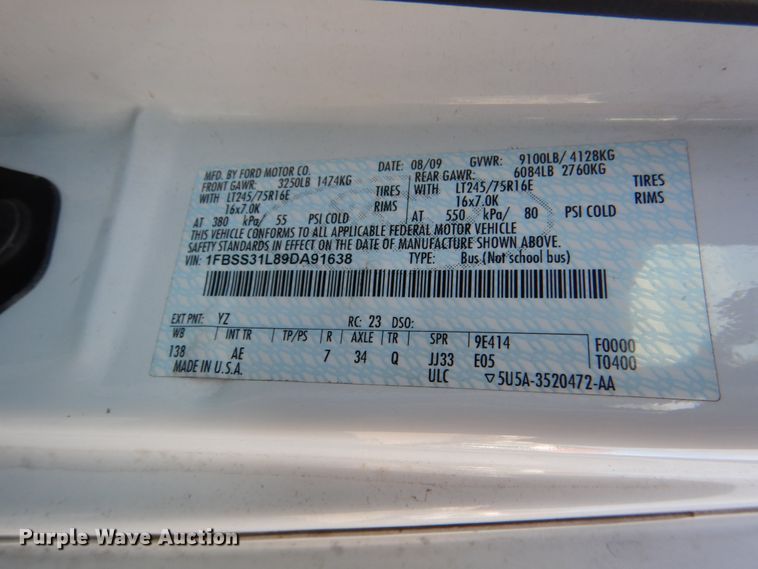 MFD. BY FORD MOTOR CO. DATE: 08/09 GVWR: 9100LB/ 4128KG
FRONT GAWR: 3250LB 1474KG REAR GAWR: 6084LB 2760KG
WITH LT245/75R16E TIRES WITH LT245/75R16E TIRES
16x7.0K RIMS 16x7.0K RIMS
AT 380 kPa/ 55 PSI COLD AT 550 kPa/ 80 PSI COLD
THIS VEHICLE CONFORMS TO ALL APPLICABLE FEDERAL MOTOR VEHICLE
SAFETY STANDARDS IN EFFECT ON THE DATE OF MANUFACTURE SHOWN ABOVE.
VIN: 1FBSS31L89DA91638 TYPE: Bus (Not school bus)
EXT PNT: YZ RC: 23 DSO:
WB INT TR TP/PS R AXLE TR SPR 9E414 F0000
138 AE 7 34 Q JJ33 E05 T0400
MADE IN U.S.A. ULC ▽5U5A-3520472-AA
Purple Wave Auction
Purple Wave Auction